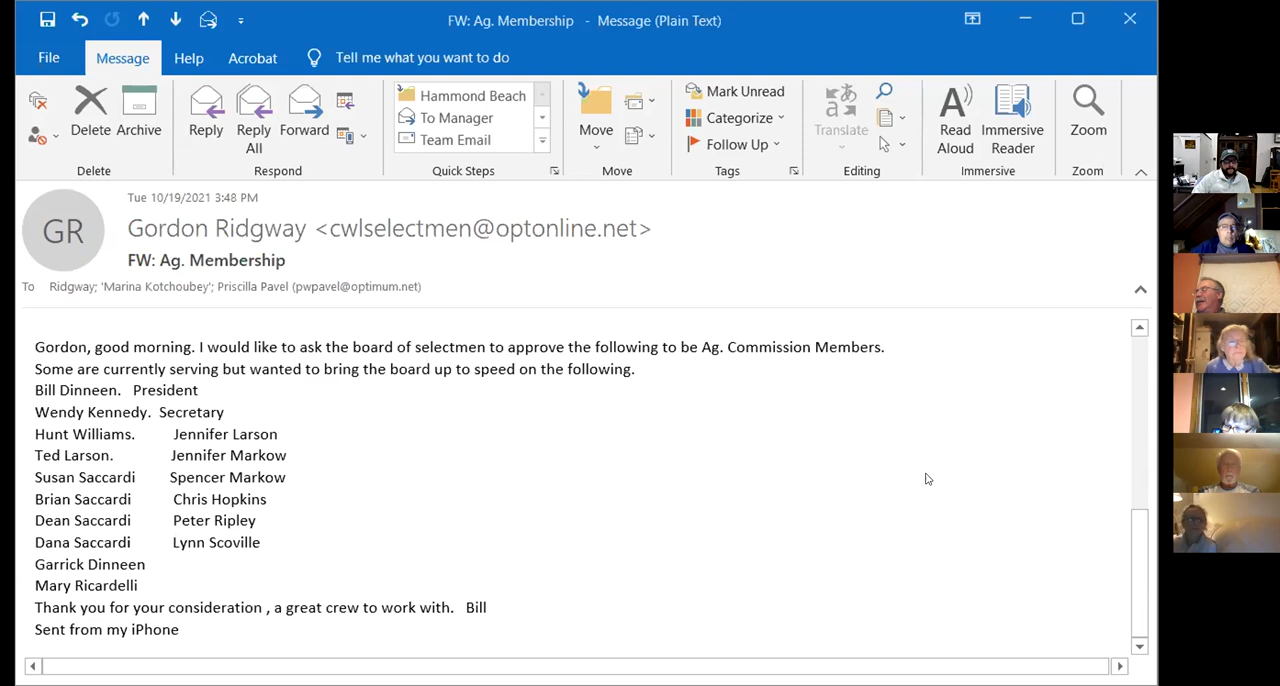 FW: Ag. Membership - Message (Plain Text)
File Message Help Acrobat Tell me what you want to do
Delete Archive
Delete
Reply Reply All Forward
Respond
Hammond Beach
To Manager
Team Email
Quick Steps
Move
Move
Mark Unread
Categorize
Follow Up
Tags
Translate
Editing
Read Aloud Immersive Reader
Immersive
Zoom
Zoom
Tue 10/19/2021 3:48 PM
GR
Gordon Ridgway <cwlselectmen@optonline.net>
FW: Ag. Membership
To Ridgway; 'Marina Kotchoubey'; Priscilla Pavel (pwpavel@optimum.net)
Gordon, good morning. I would like to ask the board of selectmen to approve the following to be Ag. Commission Members.
Some are currently serving but wanted to bring the board up to speed on the following.
Bill Dinneen. President
Wendy Kennedy. Secretary
Hunt Williams. Jennifer Larson
Ted Larson. Jennifer Markow
Susan Saccardi Spencer Markow
Brian Saccardi Chris Hopkins
Dean Saccardi Peter Ripley
Dana Saccardi Lynn Scoville
Garrick Dinneen
Mary Ricardelli
Thank you for your consideration , a great crew to work with. Bill
Sent from my iPhone